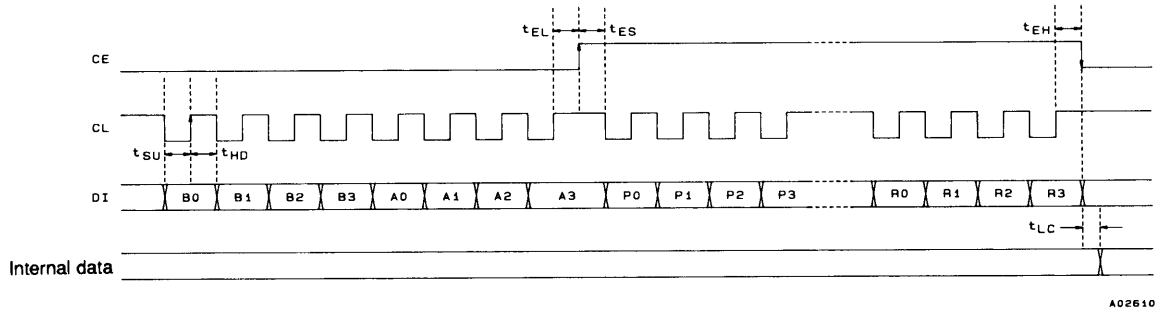 tEL tES tEH
CE
CL
tSU tHD
DI B0 B1 B2 B3 A0 A1 A2 A3 P0 P1 P2 P3 R0 R1 R2 R3
tLC
Internal data
A02610